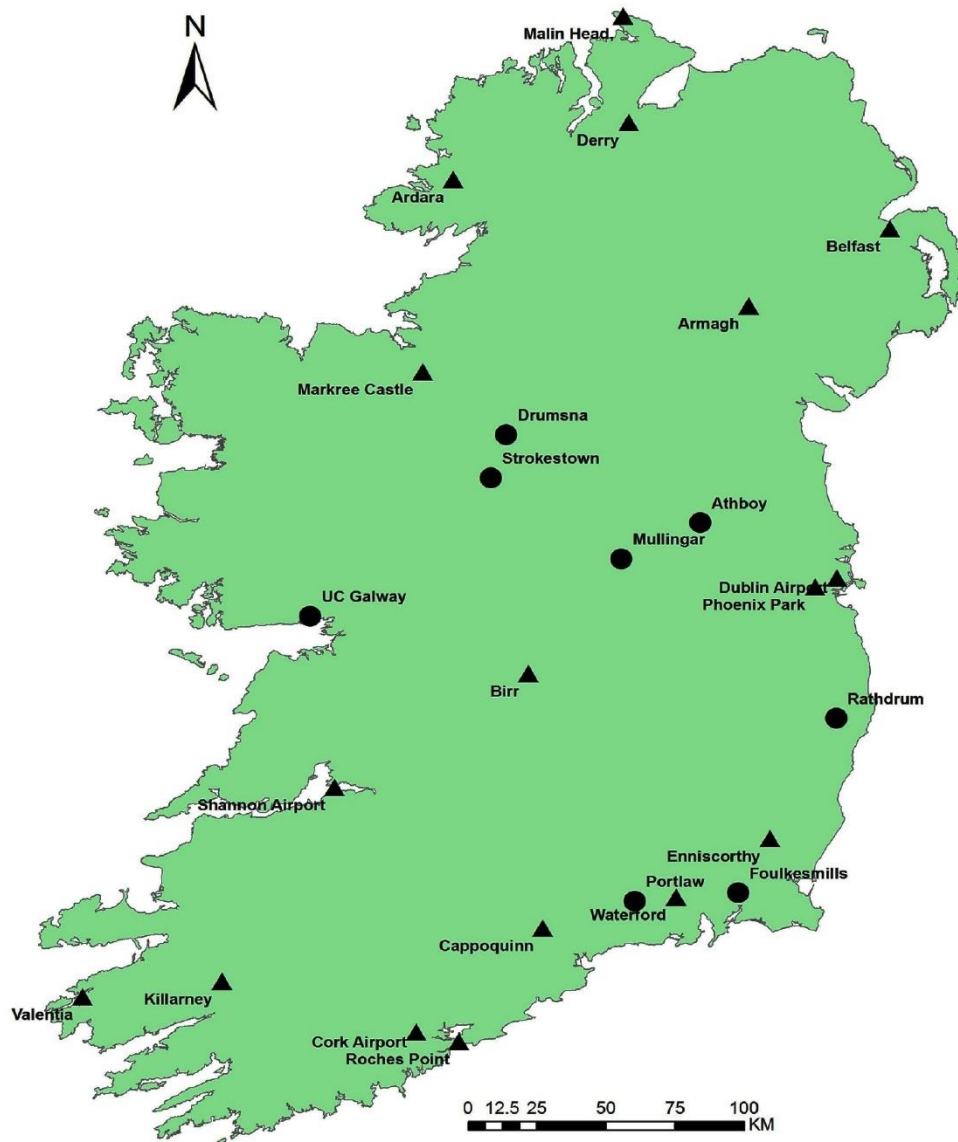 N
Malin Head
Derry
Ardara
Belfast
Armagh
Markree Castle
Drumsna
Strokestown
Athboy
Mullingar
Dublin Airport
Phoenix Park
UC Galway
Birr
Rathdrum
Shannon Airport
Enniscorthy
Foulkesmills
Portlaw
Waterford
Cappoquinn
Killarney
Valentia
Cork Airport
Roches Point
0 12.5 25 50 75 100
KM